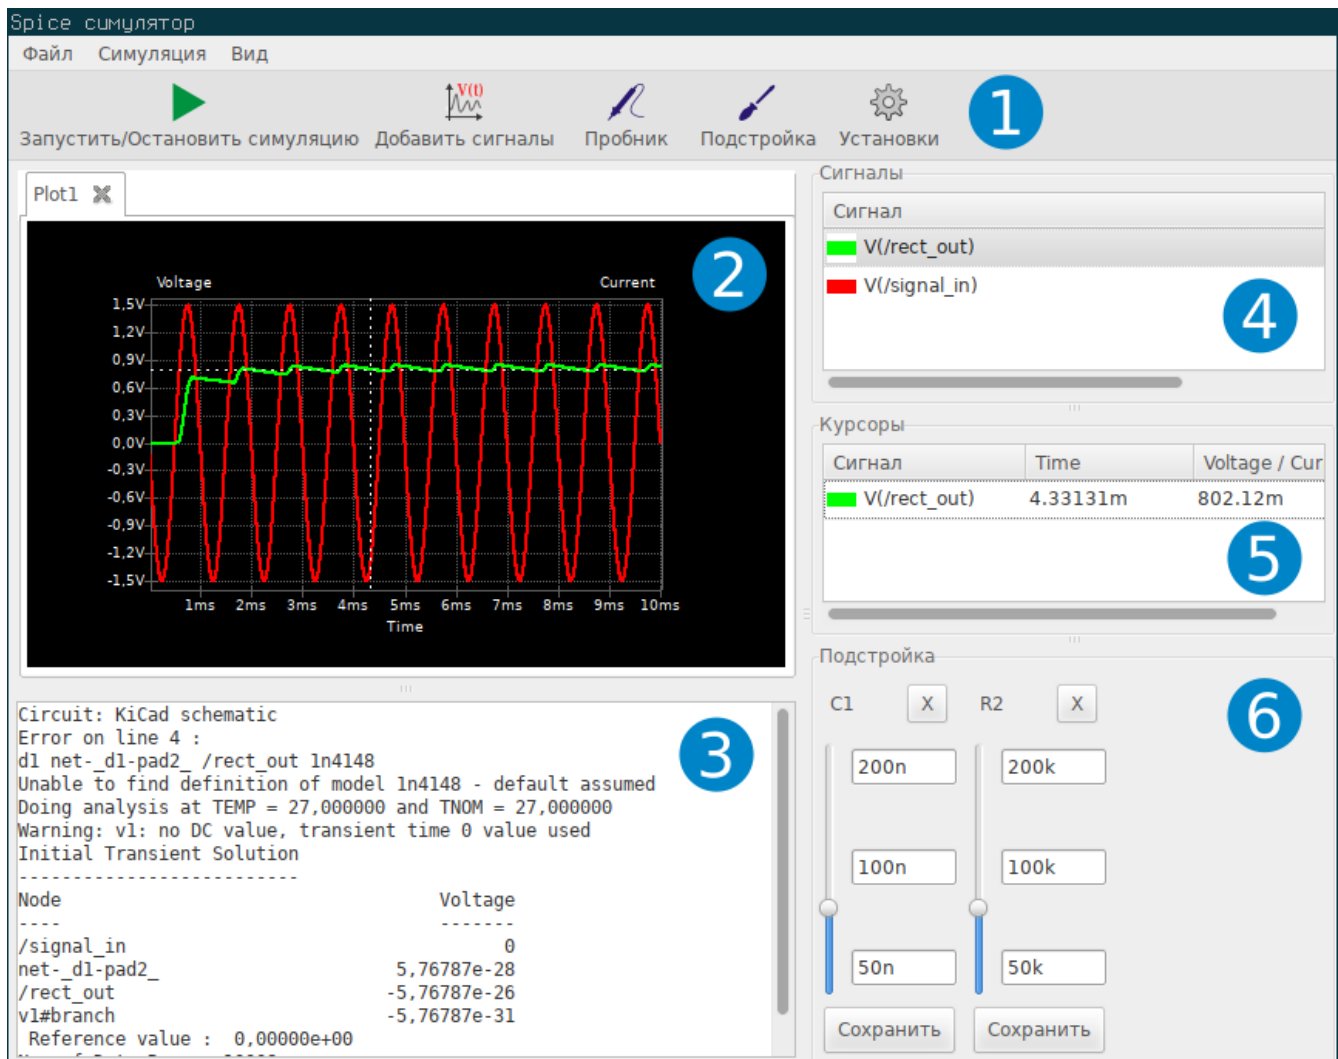 Spice симулятор
Файл Симуляция Вид
V(t)
Запустить/Остановить симуляцию Добавить сигналы Пробник Подстройка Установки
1
Plot1
Voltage Current
1,5V
1,2V
0,9V
0,6V
0,3V
0,0V
-0,3V
-0,6V
-0,9V
-1,2V
-1,5V
1ms 2ms 3ms 4ms 5ms 6ms 7ms 8ms 9ms 10ms
Time
2
Circuit: KiCad schematic
Error on line 4 :
d1 net-_d1-pad2_ /rect_out 1n4148
Unable to find definition of model 1n4148 - default assumed
Doing analysis at TEMP = 27,000000 and TNOM = 27,000000
Warning: v1: no DC value, transient time 0 value used
Initial Transient Solution
--------------------------
Node Voltage
---- -------
/signal_in 0
net-_d1-pad2_ 5,76787e-28
/rect_out -5,76787e-26
v1#branch -5,76787e-31
Reference value : 0,00000e+00
3
Сигналы
Сигнал
V(/rect_out)
V(/signal_in)
4
Курсоры
Сигнал Time Voltage / Cur
V(/rect_out) 4.33131m 802.12m
5
Подстройка
C1 X R2 X
6
200n 200k
100n 100k
50n 50k
Сохранить Сохранить